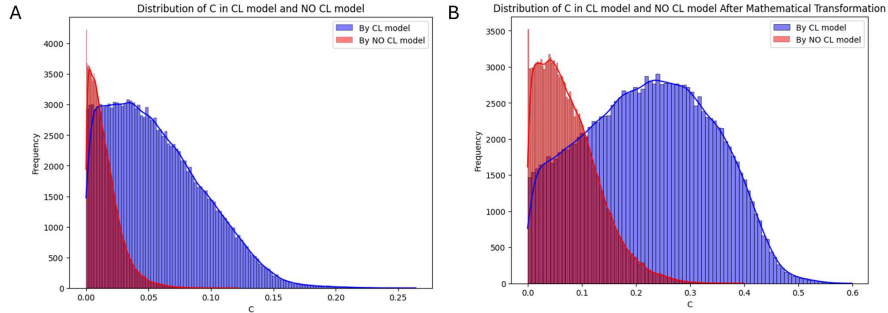 A
Distribution of C in CL model and NO CL model
By CL model
By NO CL model
4000
3500
3000
2500
2000
1500
1000
500
0
Frequency
0.00 0.05 0.10 0.15 0.20 0.25
C
B
Distribution of C in CL model and NO CL model After Mathematical Transformation
By CL model
By NO CL model
3500
3000
2500
2000
1500
1000
500
0
Frequency
0.0 0.1 0.2 0.3 0.4 0.5 0.6
C